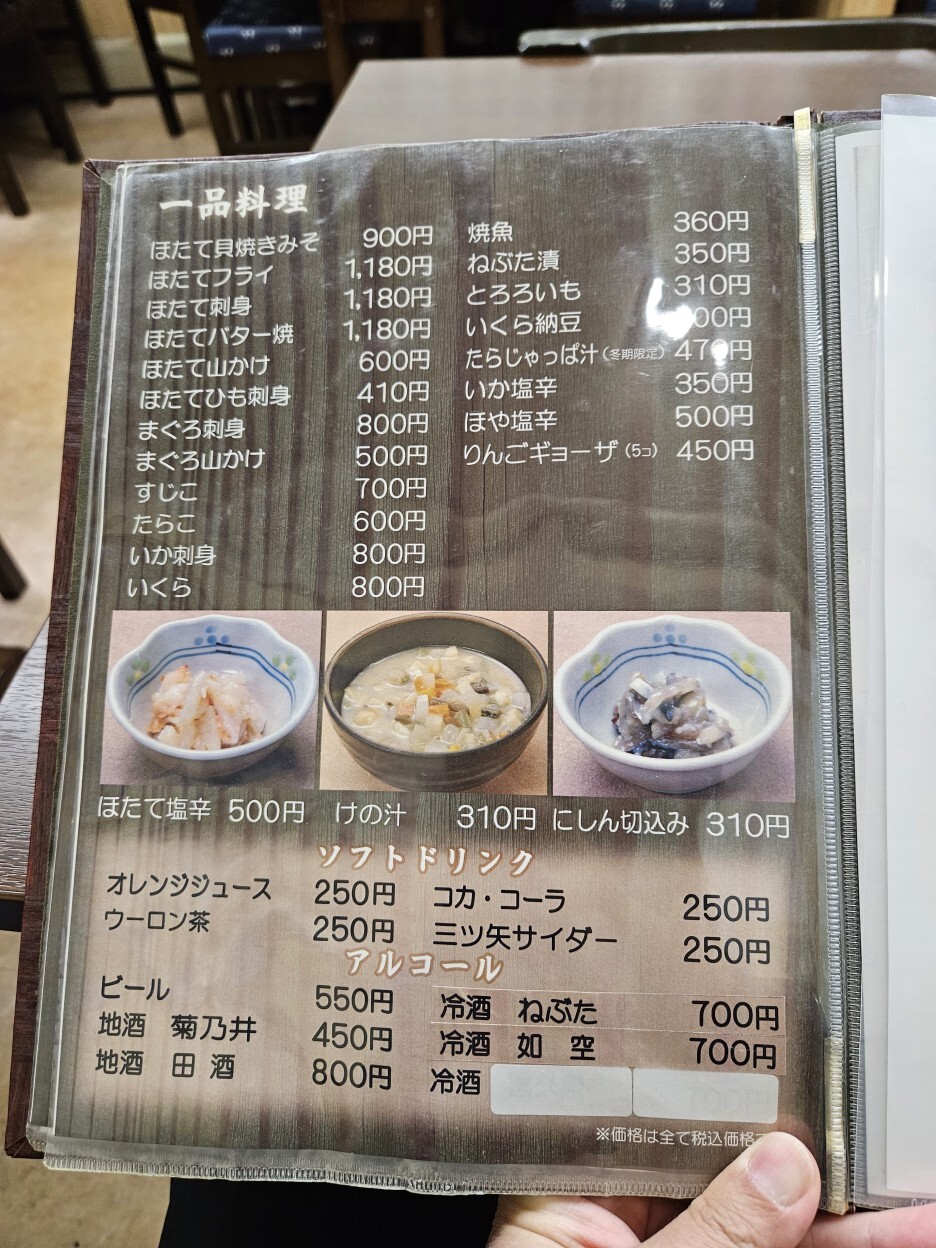 一品料理
ほたて貝焼きみそ 900円
ほたてフライ 1,180円
ほたて刺身 1,180円
ほたてバター焼 1,180円
ほたて山かけ 600円
ほたてひも刺身 410円
まぐろ刺身 800円
まぐろ山かけ 500円
すじこ 700円
たらこ 600円
いか刺身 800円
いくら 800円
焼魚 360円
ねぶた漬 350円
とろろいも 310円
いくら納豆 00円
たらじゃっぱ汁(冬期限定) 470円
いか塩辛 350円
ほや塩辛 500円
りんごギョーザ(5コ) 450円
ほたて塩辛 500円
けの汁 310円
にしん切込み 310円
ソフトドリンク
オレンジジュース 250円
コカ・コーラ 250円
ウーロン茶 250円
三ツ矢サイダー 250円
アルコール
ビール 550円
地酒 菊乃井 450円
地酒 田酒 800円
冷酒 ねぶた 700円
冷酒 如空 700円
冷酒
※価格は全て税込価格